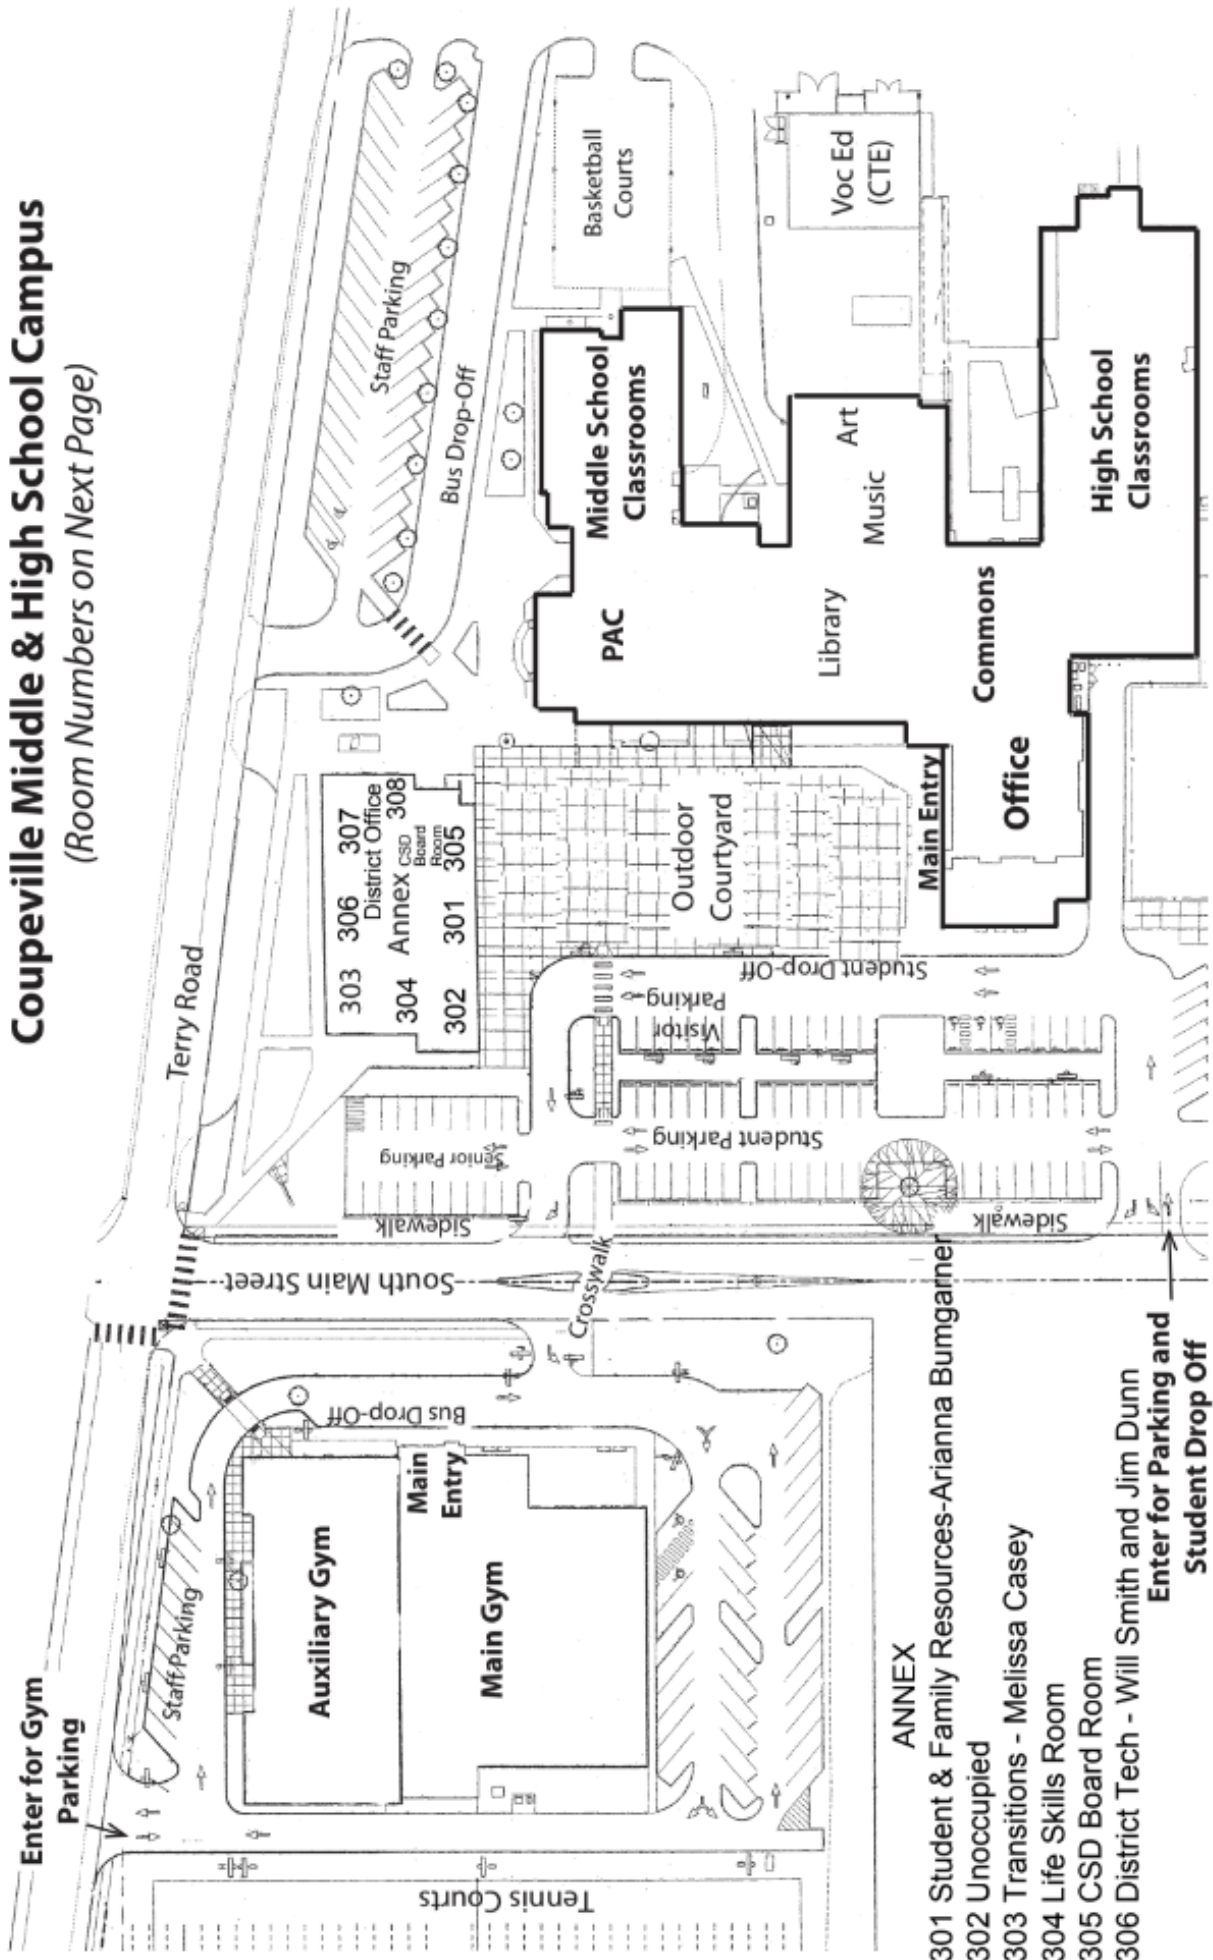 Coupeville Middle & High School Campus
(Room Numbers on Next Page)
Enter for Gym
Parking
Terry Road
Staff Parking
Bus Drop-Off
Basketball
Courts
Staff Parking
Auxiliary Gym
Main Gym
Main
Entry
Bus Drop-Off
Tennis Courts
South Main Street
Crosswalk
Sidewalk
Senior Parking
Sidewalk
Student Parking
Visitor
Parking
Student Drop-Off
303
306
307
District Office
304
Annex
CSD
Board
Room
308
302
301
305
Outdoor
Courtyard
Main Entry
Office
PAC
Middle School
Classrooms
Library
Music
Art
Commons
Voc Ed
(CTE)
High School
Classrooms
ANNEX
301 Student & Family Resources-Arianna Bumgarner
302 Unoccupied
303 Transitions - Melissa Casey
304 Life Skills Room
305 CSD Board Room
306 District Tech - Will Smith and Jim Dunn
Enter for Parking and
Student Drop Off